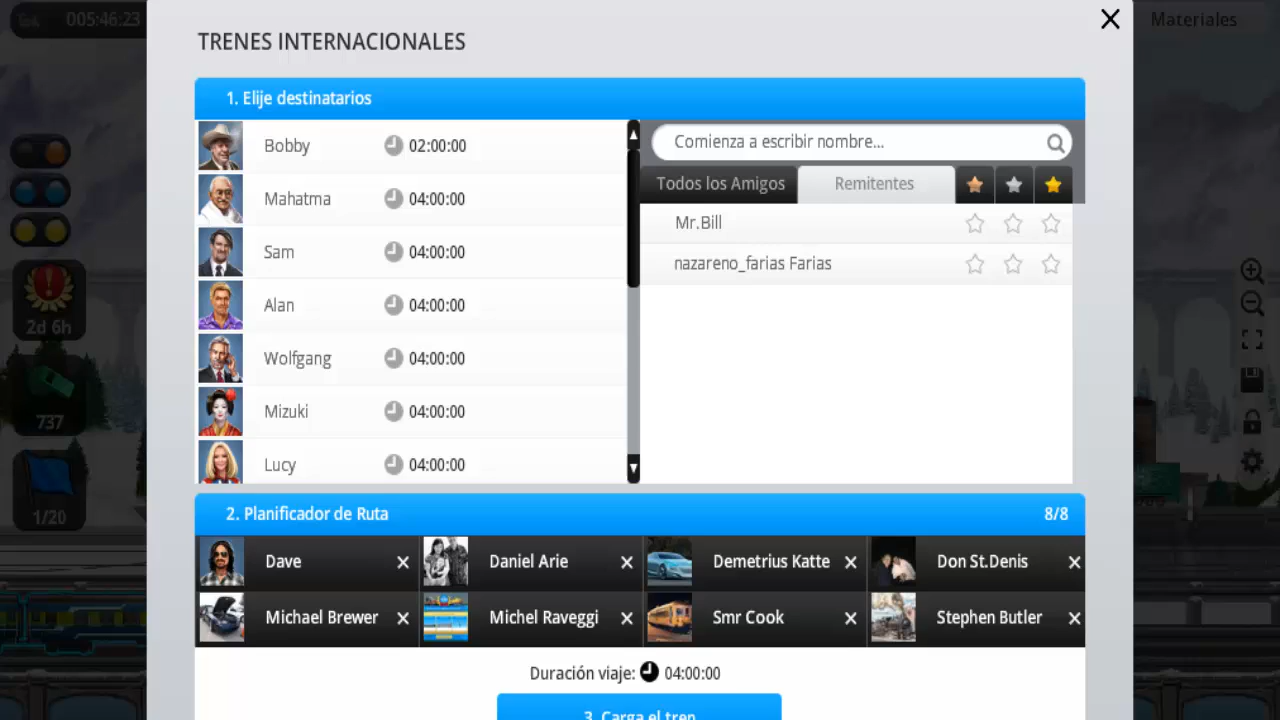 005:46:23
Materiales
TRENES INTERNACIONALES
1. Elije destinatarios
Bobby 02:00:00
Mahatma 04:00:00
Sam 04:00:00
Alan 04:00:00
Wolfgang 04:00:00
Mizuki 04:00:00
Lucy 04:00:00
Comienza a escribir nombre...
Todos los Amigos Remitentes
Mr.Bill
nazareno_farias Farias
2d 6h
737
1/20
2. Planificador de Ruta 8/8
Dave Daniel Arie Demetrius Katte Don St.Denis
Michael Brewer Michel Raveggi Smr Cook Stephen Butler
Duración viaje: 04:00:00
3. Carga el tren